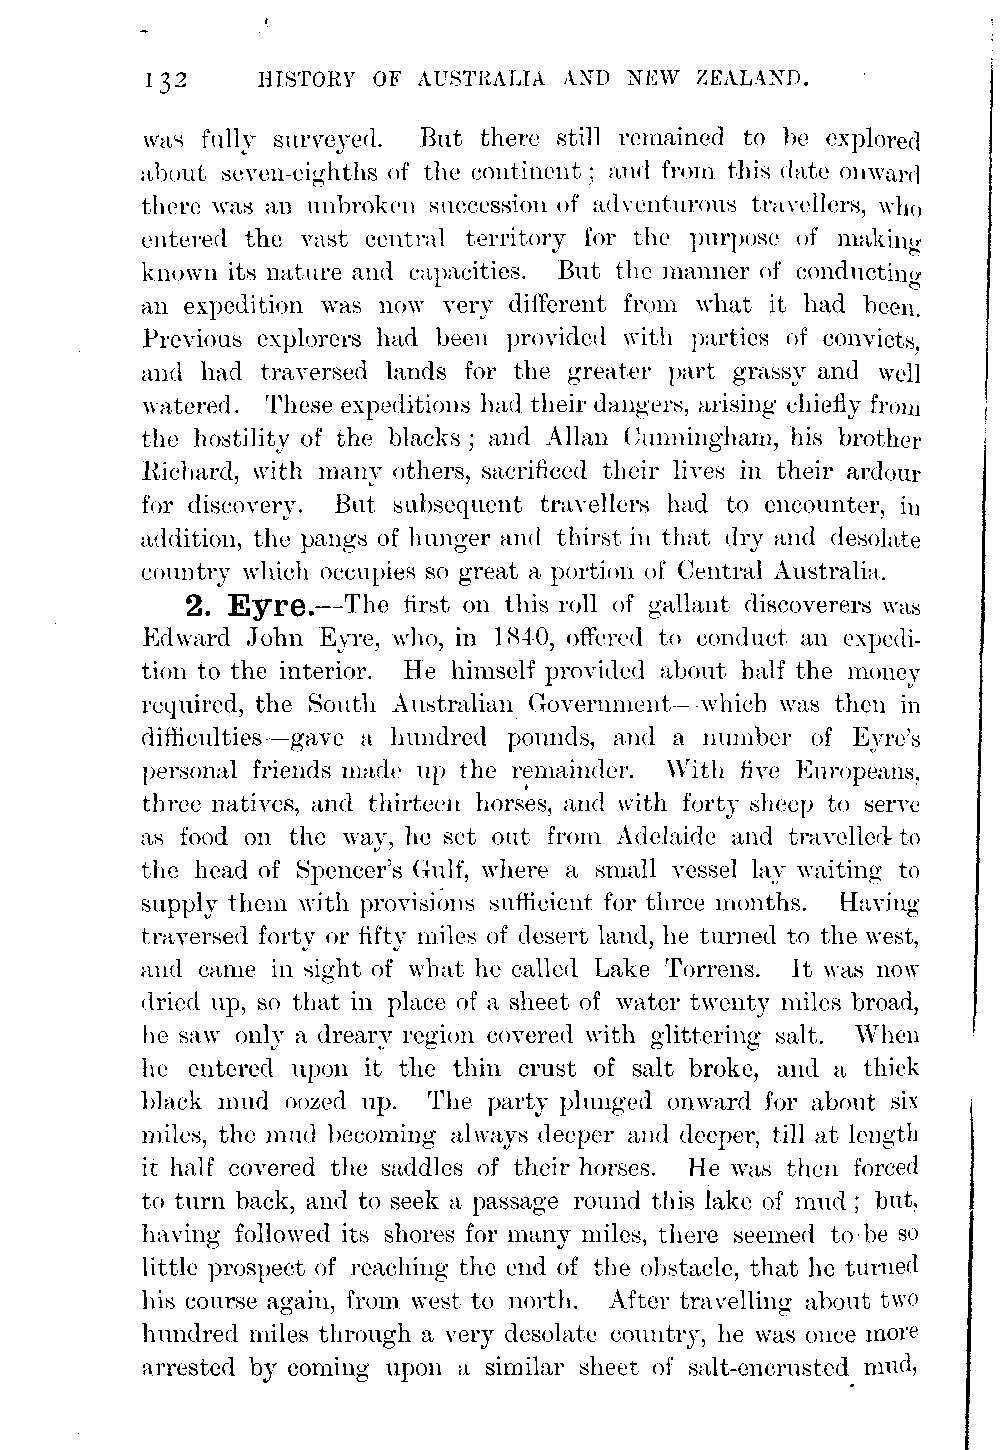 132 HISTORY OF AUSTRALIA AND NEW ZEALAND.
was fully surveyed. But there still remained to be explored
about seven-eighths of the continent; and from this date onward
there was an unbroken succession of adventurous travellers, who
entered the vast central territory for the purpose of making
known its nature and capacities. But the manner of conducting
an expedition was now very different from what it had been.
Previous explorers had been provided with parties of convicts,
and had traversed lands for the greater part grassy and well
watered. These expeditions had their dangers, arising chiefly from
the hostility of the blacks; and Allan Cunningham, his brother
Richard, with many others, sacrificed their lives in their ardour
for discovery. But subsequent travellers had to encounter, in
addition, the pangs of hunger and thirst in that dry and desolate
country which occupies so great a portion of Central Australia.
2. Eyre.—The first on this roll of gallant discoverers was
Edward John Eyre, who, in 1840, offered to conduct an expedi-
tion to the interior. He himself provided about half the money
required, the South Australian Government—which was then in
difficulties—gave a hundred pounds, and a number of Eyre's
personal friends made up the remainder. With five Europeans,
three natives, and thirteen horses, and with forty sheep to serve
as food on the way, he set out from Adelaide and travelled to
the head of Spencer's Gulf, where a small vessel lay waiting to
supply them with provisions sufficient for three months. Having
traversed forty or fifty miles of desert land, he turned to the west,
and came in sight of what he called Lake Torrens. It was now
dried up, so that in place of a sheet of water twenty miles broad,
he saw only a dreary region covered with glittering salt. When
he entered upon it the thin crust of salt broke, and a thick
black mud oozed up. The party plunged onward for about six
miles, the mud becoming always deeper and deeper, till at length
it half covered the saddles of their horses. He was then forced
to turn back, and to seek a passage round this lake of mud; but,
having followed its shores for many miles, there seemed to be so
little prospect of reaching the end of the obstacle, that he turned
his course again, from west to north. After travelling about two
hundred miles through a very desolate country, he was once more
arrested by coming upon a similar sheet of salt-encrusted mud,